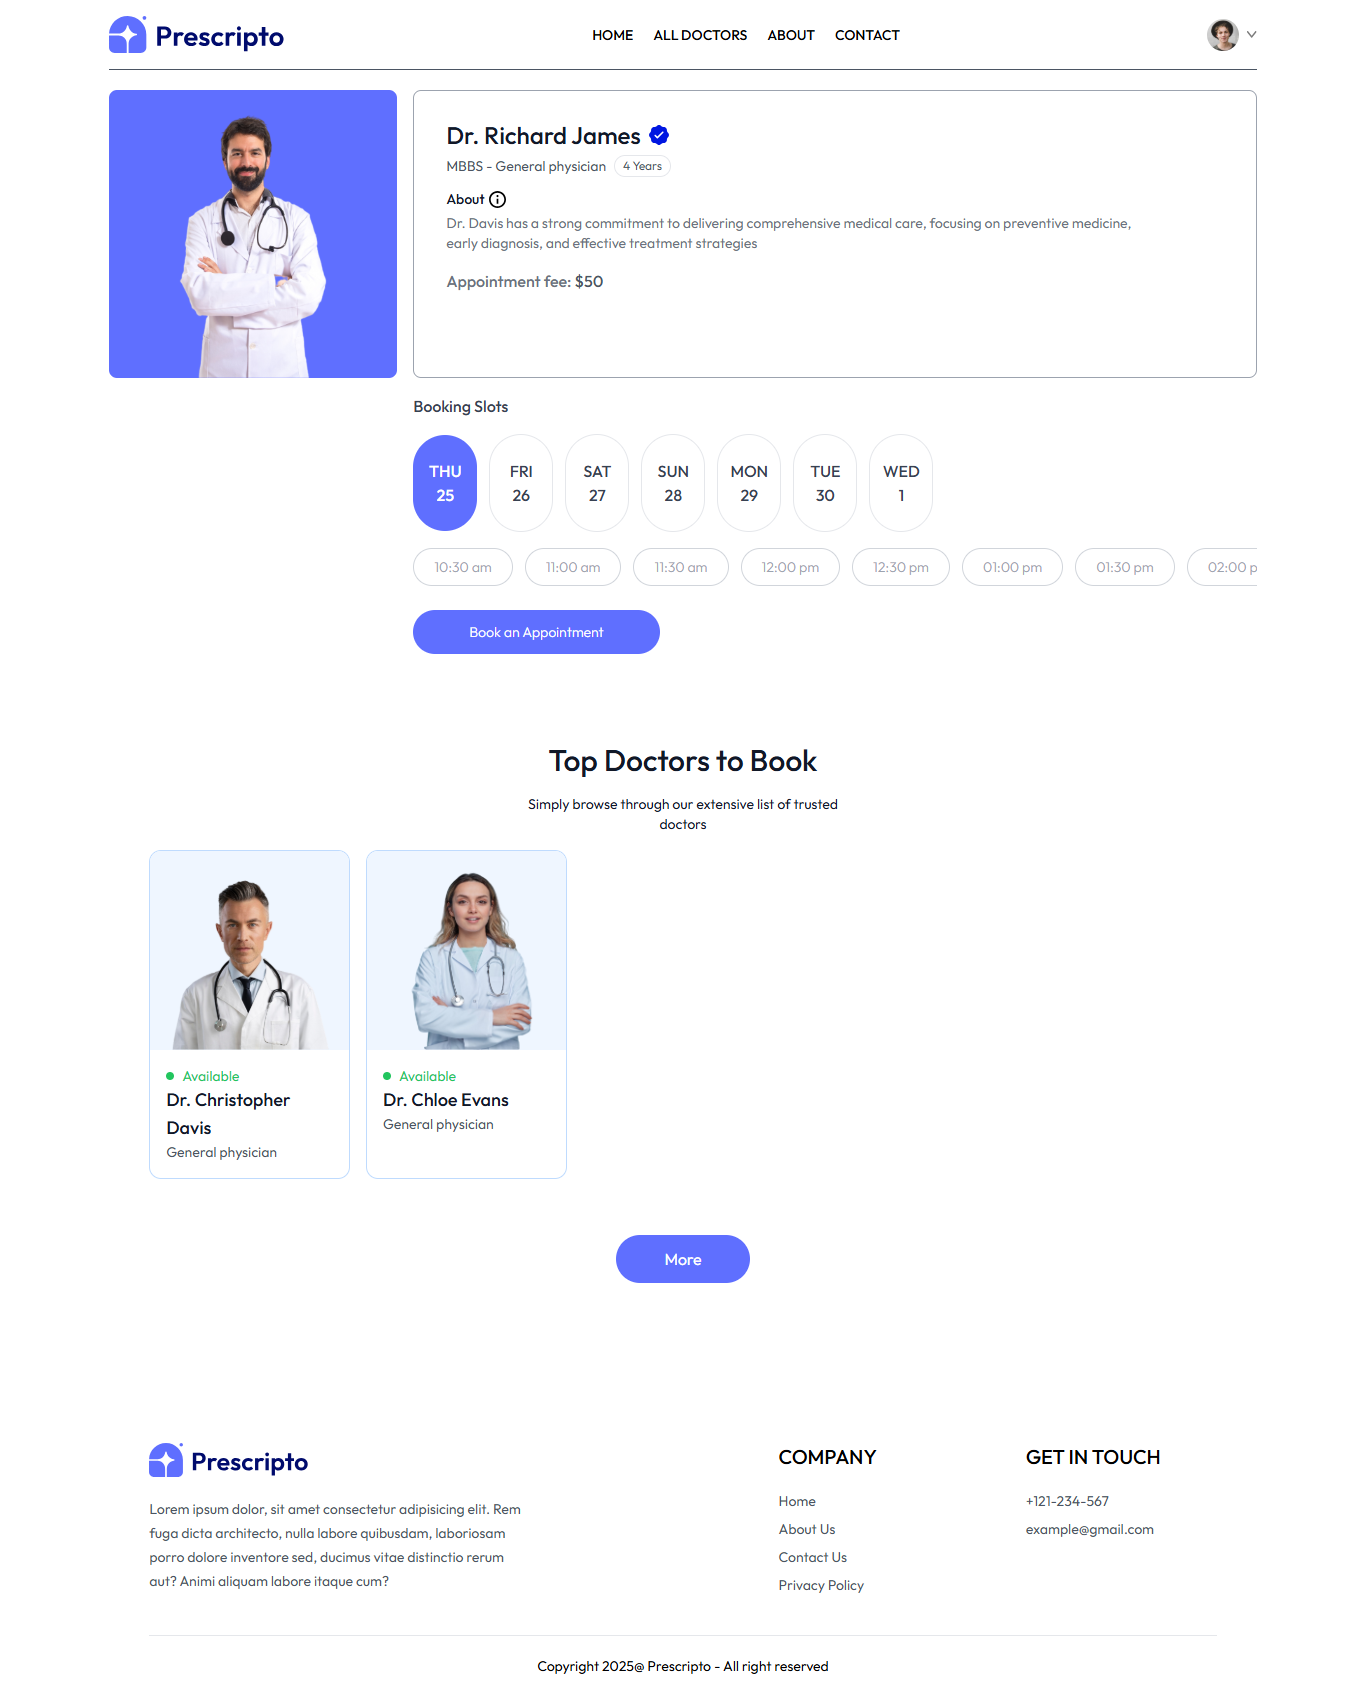 Prescripto
HOME ALL DOCTORS ABOUT CONTACT
Dr. Richard James
MBBS - General physician 4 Years
About
Dr. Davis has a strong commitment to delivering comprehensive medical care, focusing on preventive medicine,
early diagnosis, and effective treatment strategies
Appointment fee: $50
Booking Slots
THU FRI SAT SUN MON TUE WED
25 26 27 28 29 30 1
10:30 am 11:00 am 11:30 am 12:00 pm 12:30 pm 01:00 pm 01:30 pm 02:00 p
Book an Appointment
Top Doctors to Book
Simply browse through our extensive list of trusted
doctors
Available
Dr. Christopher
Davis
General physician
Available
Dr. Chloe Evans
General physician
More
Prescripto
Lorem ipsum dolor, sit amet consectetur adipisicing elit. Rem
fuga dicta architecto, nulla labore quibusdam, laboriosam
porro dolore inventore sed, ducimus vitae distinctio rerum
aut? Animi aliquam labore itaque cum?
COMPANY
Home
About Us
Contact Us
Privacy Policy
GET IN TOUCH
+121-234-567
example@gmail.com
Copyright 2025@ Prescripto - All right reserved